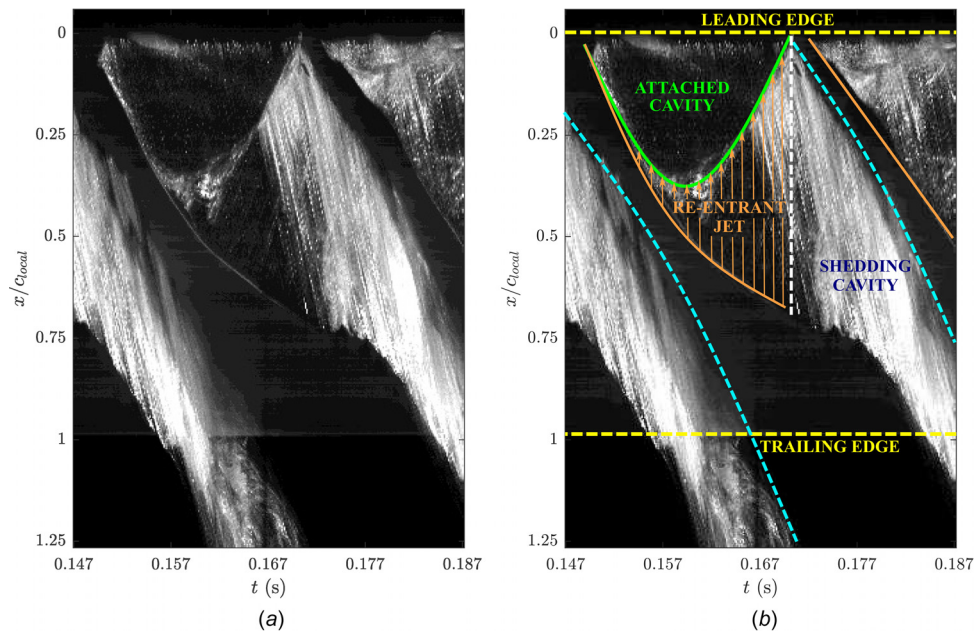 0
0.25
0.5
0.75
1
1.25
x/c_local
0.147
0.157
0.167
0.177
0.187
t (s)
(a)
LEADING EDGE
ATTACHED
CAVITY
RE-ENTRANT
JET
SHEDDING
CAVITY
TRAILING EDGE
0
0.25
0.5
0.75
1
1.25
x/c_local
0.147
0.157
0.167
0.177
0.187
t (s)
(b)